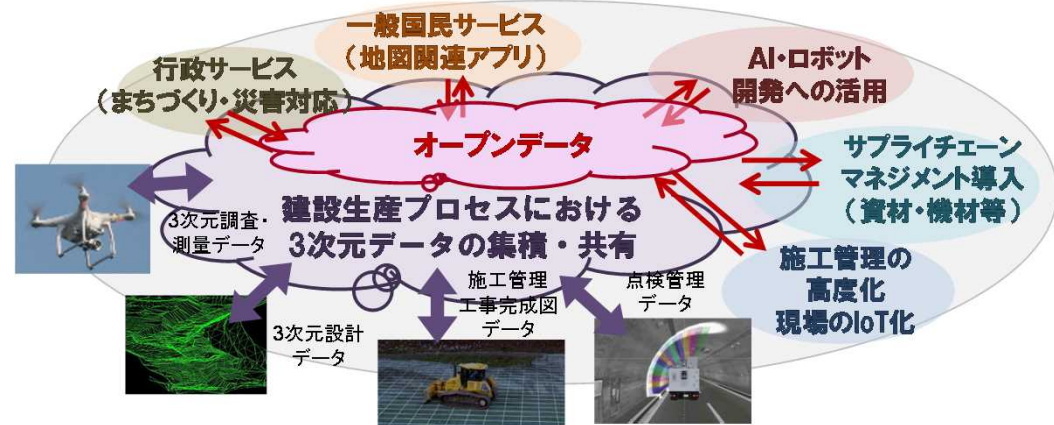 一般国民サービス
（地図関連アプリ）
行政サービス
（まちづくり・災害対応）
AI・ロボット
開発への活用
オープンデータ
サプライチェーン
マネジメント導入
（資材・機材等）
建設生産プロセスにおける
3次元データの集積・共有
3次元調査・
測量データ
施工管理の
高度化
現場のIoT化
施工管理
工事完成図
データ
点検管理
データ
3次元設計
データ